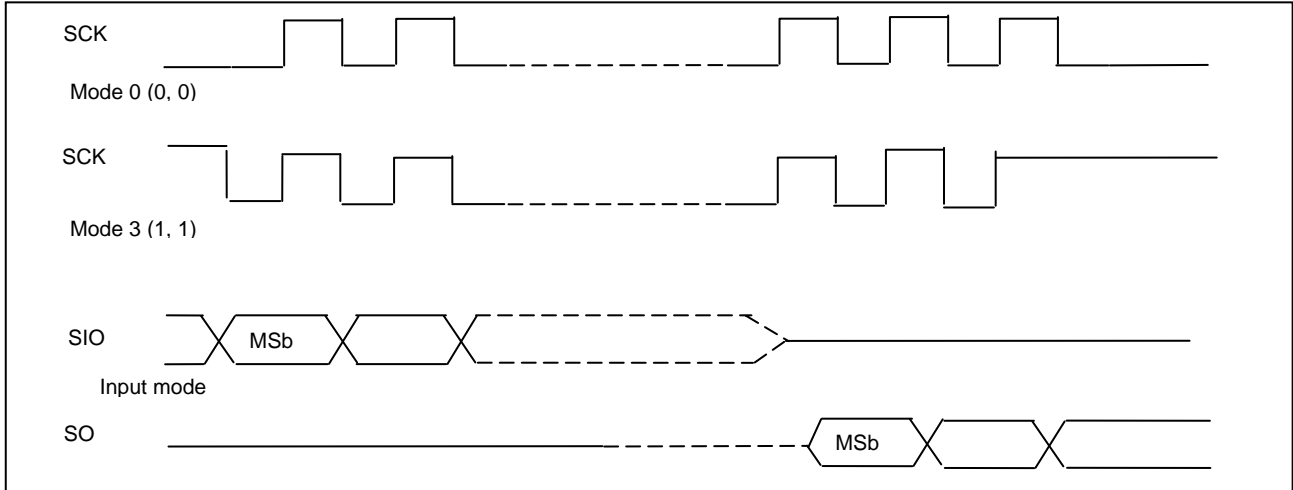 SCK
Mode 0 (0, 0)
SCK
Mode 3 (1, 1)
SIO
MSb
Input mode
SO
MSb